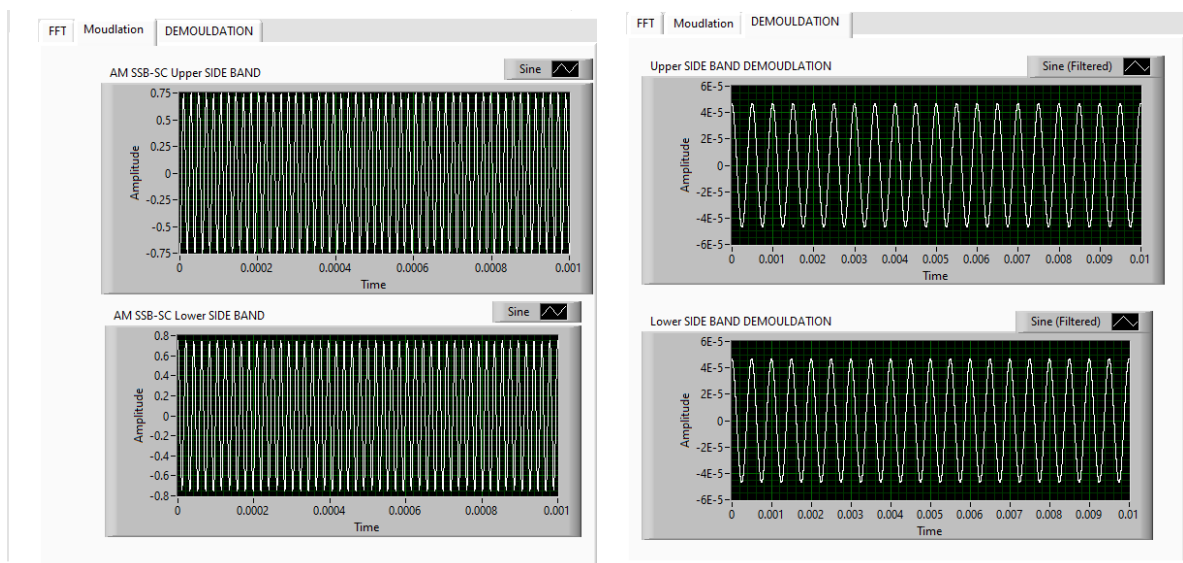 FFT Moudlation DEMOULDATION
AM SSB-SC Upper SIDE BAND
Sine
Amplitude
0.75
0.5
0.25
0
-0.25
-0.5
-0.75
0 0.0002 0.0004 0.0006 0.0008 0.001
Time
AM SSB-SC Lower SIDE BAND
Sine
Amplitude
0.8
0.6
0.4
0.2
0
-0.2
-0.4
-0.6
-0.8
0 0.0002 0.0004 0.0006 0.0008 0.001
Time
FFT Moudlation DEMOULDATION
Upper SIDE BAND DEMOUDLATION
Sine (Filtered)
Amplitude
6E-5
4E-5
2E-5
0
-2E-5
-4E-5
-6E-5
0 0.001 0.002 0.003 0.004 0.005 0.006 0.007 0.008 0.009 0.01
Time
Lower SIDE BAND DEMOULDATION
Sine (Filtered)
Amplitude
6E-5
4E-5
2E-5
0
-2E-5
-4E-5
-6E-5
0 0.001 0.002 0.003 0.004 0.005 0.006 0.007 0.008 0.009 0.01
Time